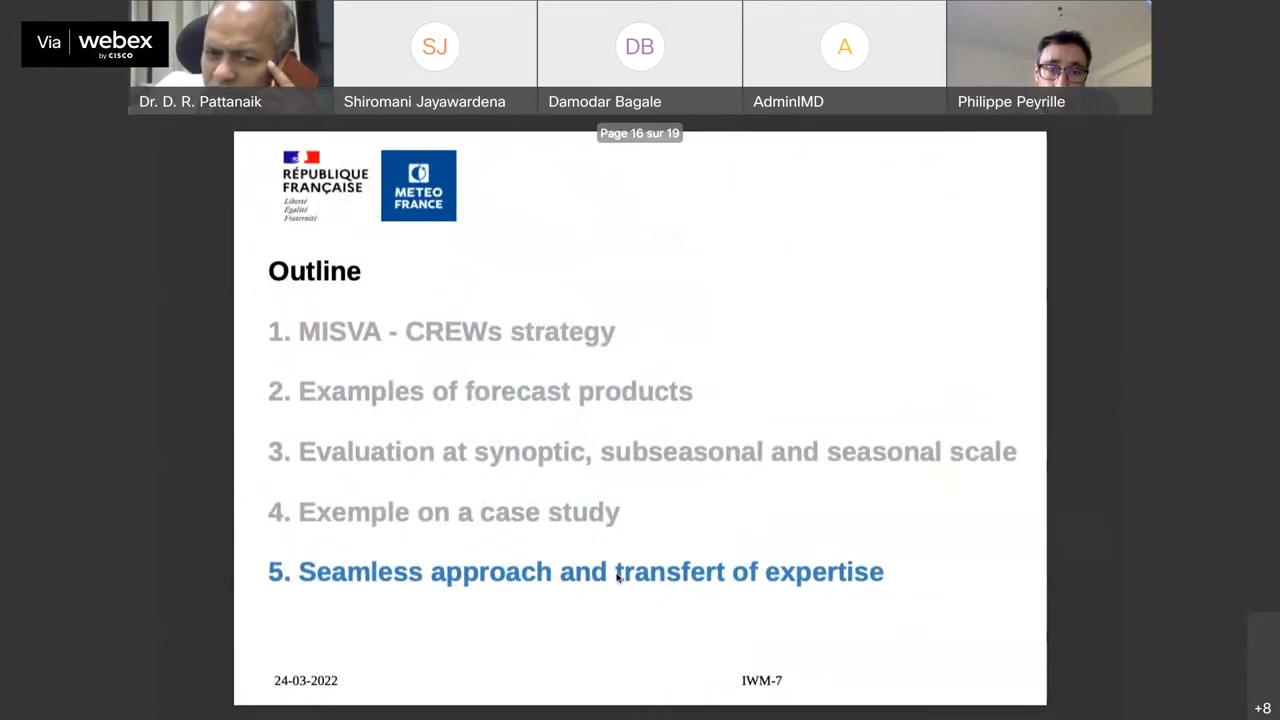 Via webex
by CISCO
SJ
DB
A
Dr. D. R. Pattanaik
Shiromani Jayawardena
Damodar Bagale
AdminIMD
Philippe Peyrille
Page 16 sur 19
RÉPUBLIQUE
FRANÇAISE
Liberté
Égalité
Fraternité
METEO
FRANCE
Outline
1. MISVA - CREWs strategy
2. Examples of forecast products
3. Evaluation at synoptic, subseasonal and seasonal scale
4. Exemple on a case study
5. Seamless approach and transfert of expertise
24-03-2022
IWM-7
+8